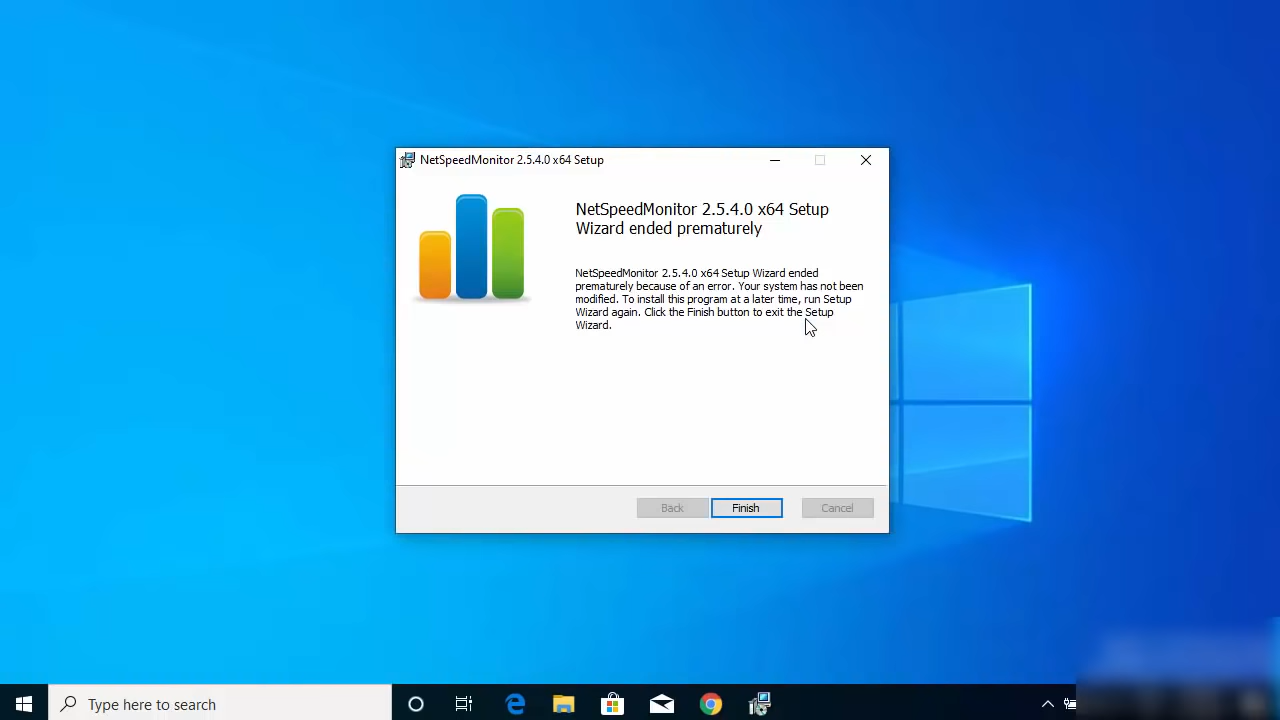 NetSpeedMonitor 2.5.4.0 x64 Setup
NetSpeedMonitor 2.5.4.0 x64 Setup
Wizard ended prematurely
NetSpeedMonitor 2.5.4.0 x64 Setup Wizard ended
prematurely because of an error. Your system has not been
modified. To install this program at a later time, run Setup
Wizard again. Click the Finish button to exit the Setup
Wizard.
Back
Finish
Cancel
Type here to search